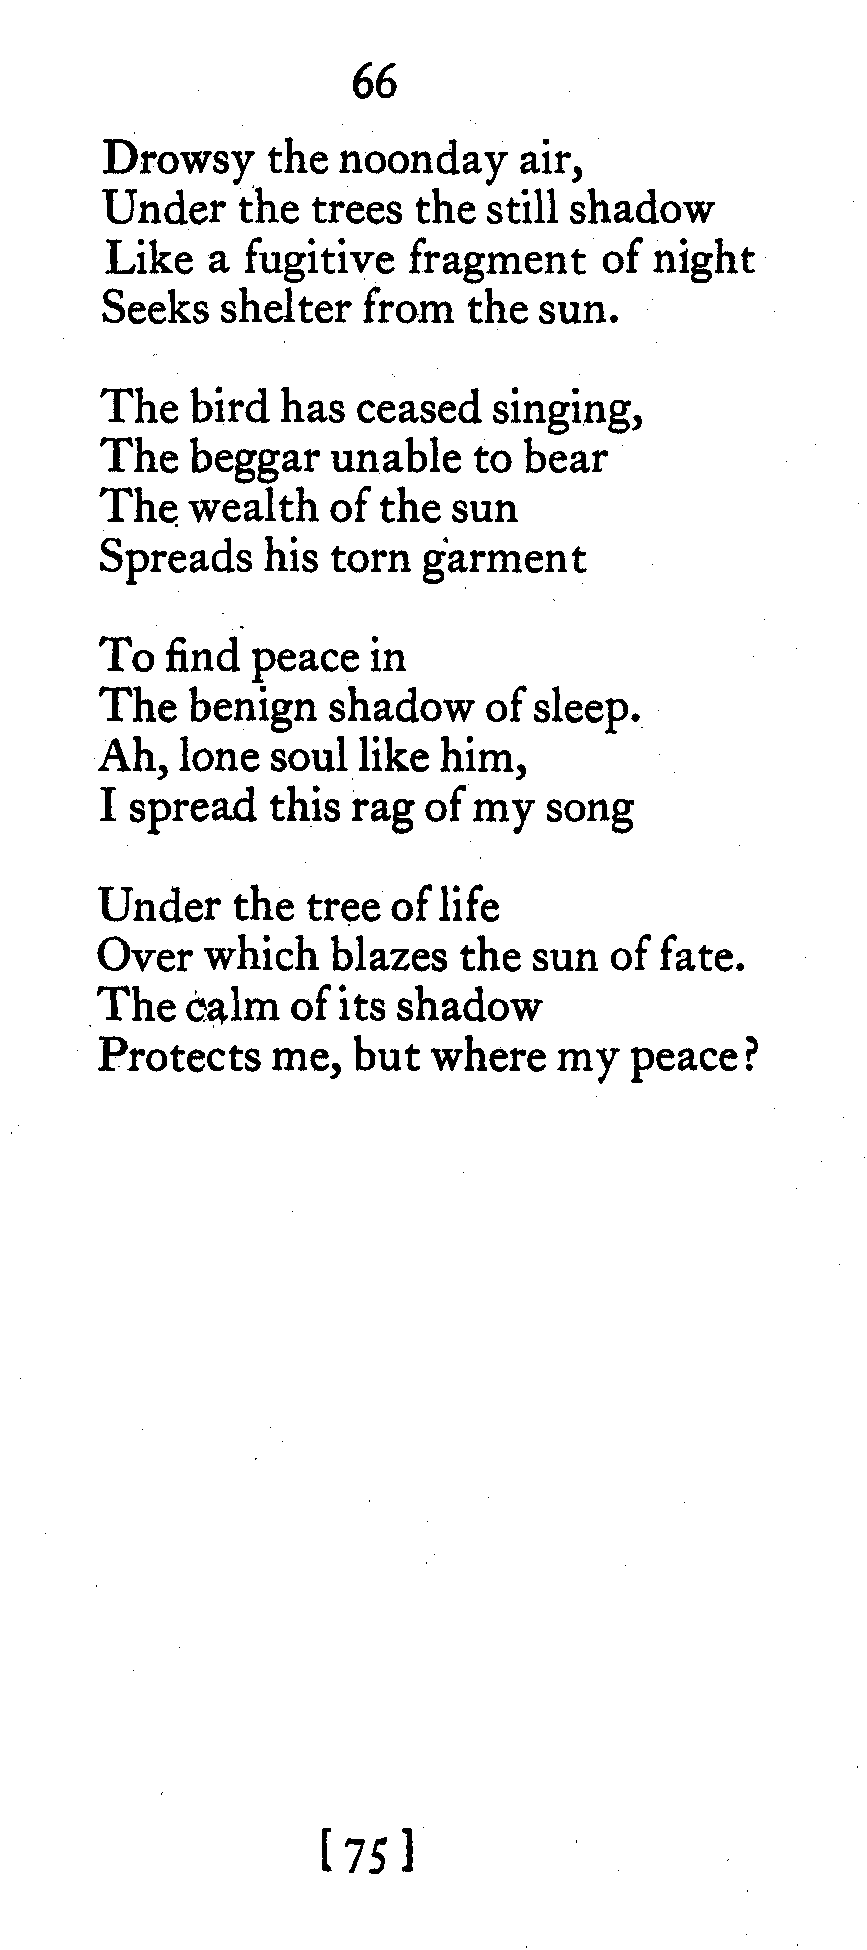 66
Drowsy the noonday air,
Under the trees the still shadow
Like a fugitive fragment of night
Seeks shelter from the sun.
The bird has ceased singing,
The beggar unable to bear
The wealth of the sun
Spreads his torn garment
To find peace in
The benign shadow of sleep.
Ah, lone soul like him,
I spread this rag of my song
Under the tree of life
Over which blazes the sun of fate.
The calm of its shadow
Protects me, but where my peace?
[ 75 ]